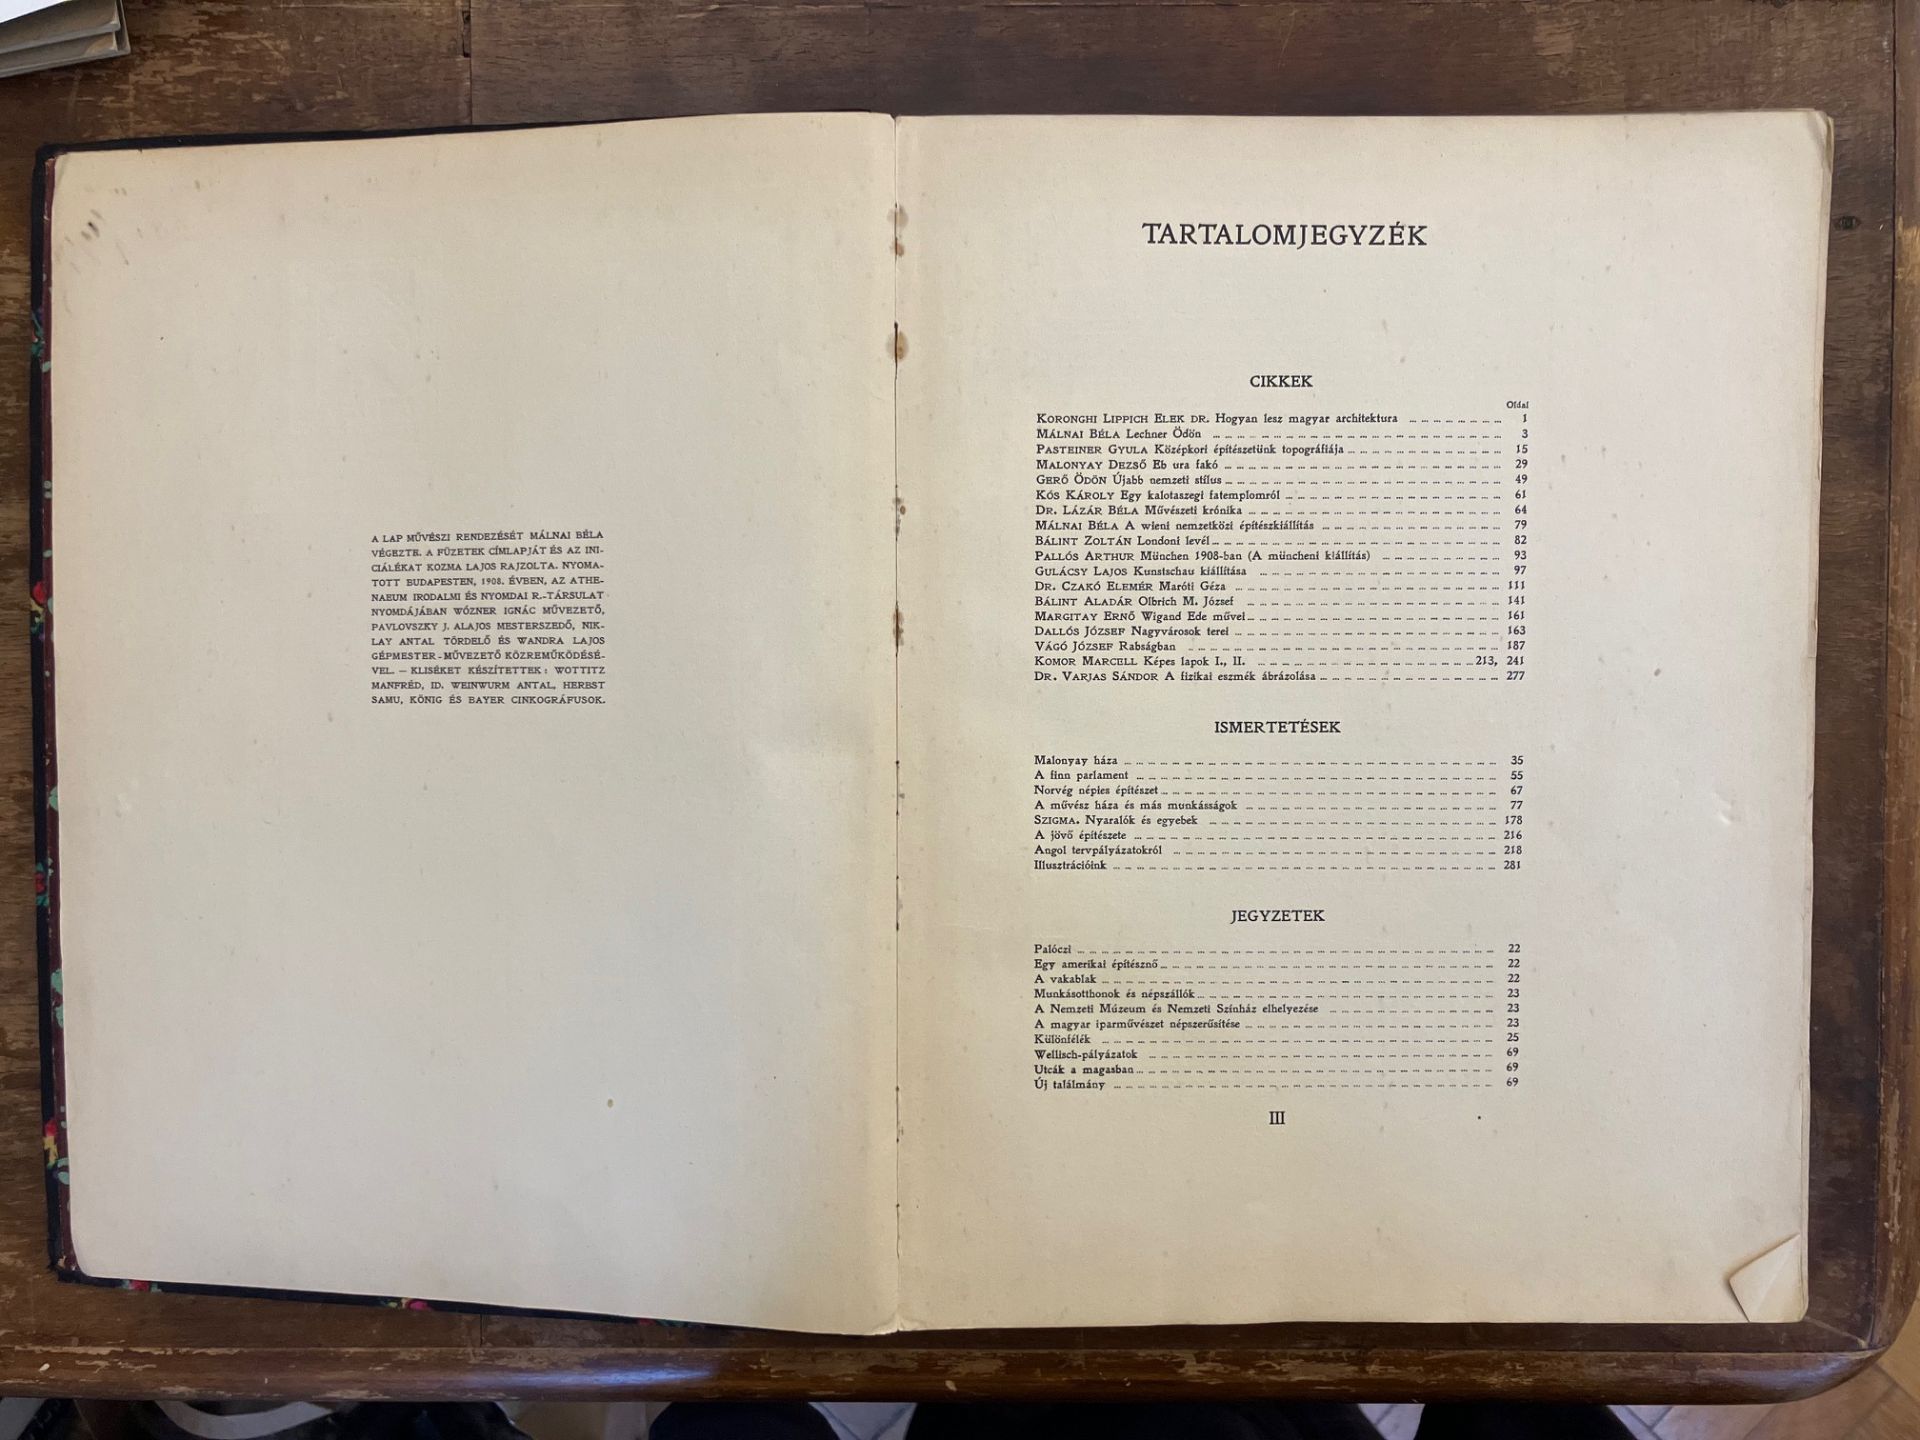 A LAP MŰVÉSZI RENDEZÉSÉT MÁLNAI BÉLA
VÉGEZTE. A FÜZETEK CÍMLAPJÁT ÉS AZ INI-
CIÁLÉKAT KOZMA LAJOS RAJZOLTA. NYOMA-
TOTT BUDAPESTEN, 1908. ÉVBEN, AZ ATHE-
NAEUM IRODALMI ÉS NYOMDAI R.-TÁRSULAT
NYOMDÁJÁBAN WÓZNER IGNÁC MŰVEZETŐ,
PAVLOVSZKY J. ALAJOS MESTERSZEDŐ, NIK-
LAY ANTAL TÖRDELŐ ÉS WANDRA LAJOS
GÉPMESTER-MŰVEZETŐ KÖZREMŰKÖDÉSÉ-
VEL. — KLISÉKET KÉSZÍTETTEK: WOTTITZ
MANFRÉD, ID. WEINWURM ANTAL, HERBST
SAMU, KÖNIG ÉS BAYER CINKOGRÁFUSOK.
TARTALOMJEGYZÉK
CIKKEK
Oldal
KORONGHI LIPPICH ELEK DR. Hogyan lesz magyar architektura 1
MÁLNAI BÉLA Lechner Ödön 3
PASTEINER GYULA Középkori építészetünk topográfiája 15
MALONYAY DEZSŐ Eb ura fakó 29
GERŐ ÖDÖN Újabb nemzeti stílus 49
KÓS KÁROLY Egy kalotaszegi fatemplomról 61
DR. LÁZÁR BÉLA Művészeti krónika 64
MÁLNAI BÉLA A wieni nemzetközi építészkiállítás 79
BÁLINT ZOLTÁN Londoni levél 82
PALLÓS ARTHUR München 1908-ban (A müncheni kiállítás) 93
GULÁCSY LAJOS Kunstschau kiállítása 97
DR. CZAKÓ ELEMÉR Maróti Géza 111
BÁLINT ALADÁR Olbrich M. József 141
MARGITAY ERNŐ Wigand Ede művei 161
DALLÓS JÓZSEF Nagyvárosok terei 163
VÁGÓ JÓZSEF Rabságban 187
KOMOR MARCELL Képes lapok I., II. 213, 241
DR. VARJAS SÁNDOR A fizikai eszmék ábrázolása 277
ISMERTETÉSEK
Malonyay háza 35
A finn parlament 55
Norvég népies építészet 67
A művész háza és más munkásságok 77
SZIGMA. Nyaralók és egyebek 178
A jövő építészete 216
Angol tervpályázatokról 218
Illusztrációink 281
JEGYZETEK
Palóczi 22
Egy amerikai építésznő 22
A vakablak 22
Munkásotthonok és népszállók 23
A Nemzeti Múzeum és Nemzeti Színház elhelyezése 23
A magyar iparművészet népszerűsítése 23
Különfélék 25
Wellisch-pályázatok 69
Utcák a magasban 69
Új találmány 69
III